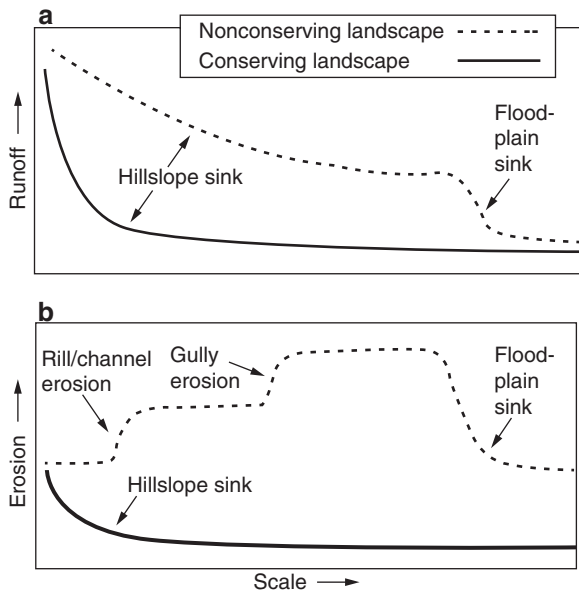 a
Nonconserving landscape
Conserving landscape
Runoff
Hillslope sink
Flood-
plain
sink
b
Rill/channel
erosion
Gully
erosion
Flood-
plain
sink
Erosion
Hillslope sink
Scale